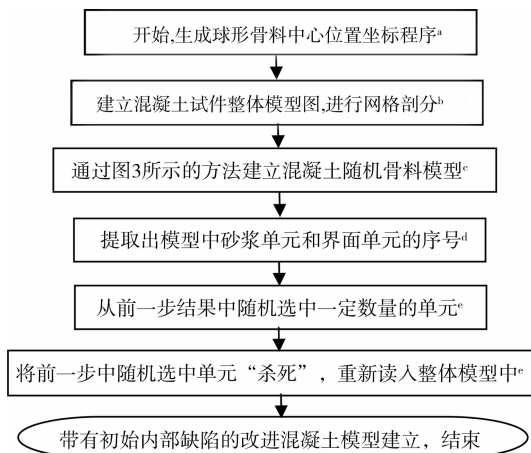 开始,生成球形骨料中心位置坐标程序a
建立混凝土试件整体模型图,进行网格剖分b
通过图3所示的方法建立混凝土随机骨料模型c
提取出模型中砂浆单元和界面单元的序号d
从前一步结果中随机选中一定数量的单元e
将前一步中随机选中单元“杀死”，重新读入整体模型中e
带有初始内部缺陷的改进混凝土模型建立，结束